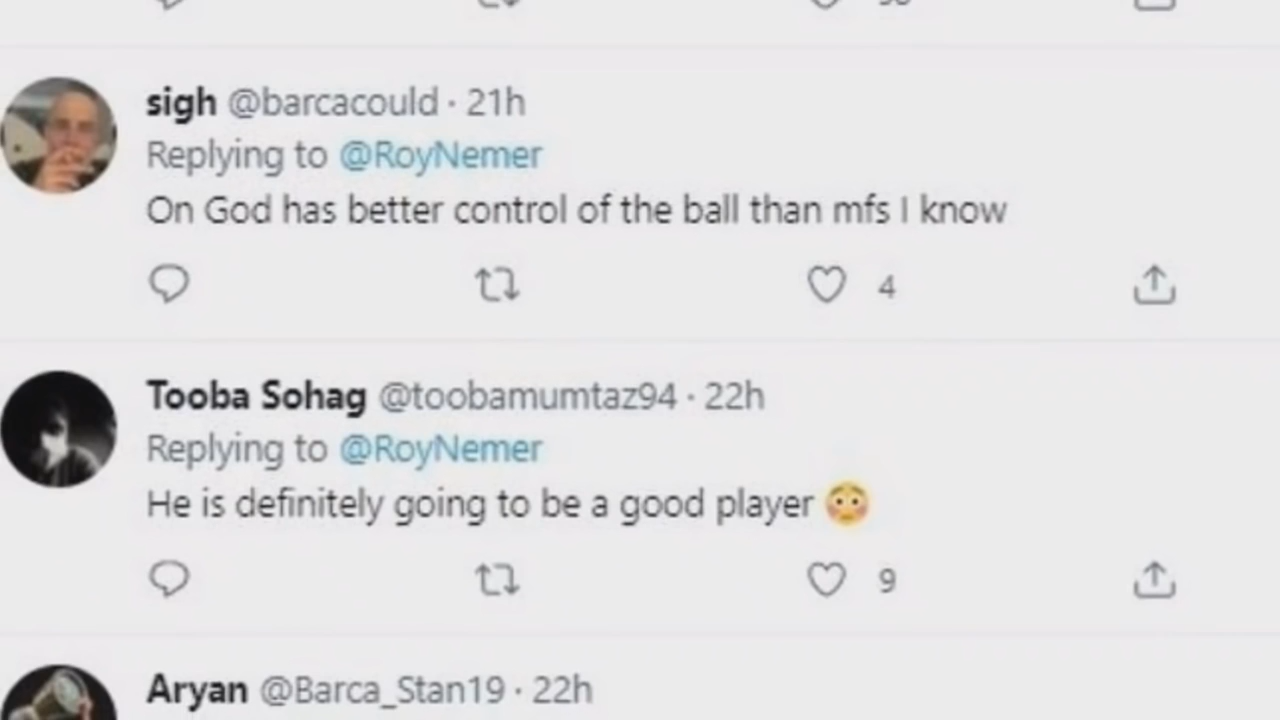 sigh @barcacould · 21h
Replying to @RoyNemer
On God has better control of the ball than mfs I know
4
Tooba Sohag @toobamumtaz94 · 22h
Replying to @RoyNemer
He is definitely going to be a good player 😳
9
Aryan @Barca_Stan19 · 22h